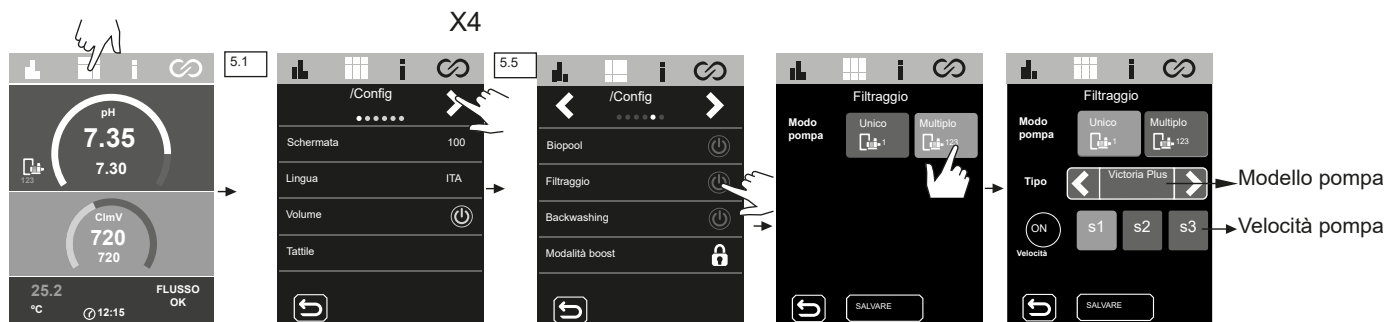 X4
pH
7.35
7.30
123
ClmV
720
720
25.2
ºC
12:15
FLUSSO
OK
5.1
/Config
Schermata 100
Lingua ITA
Volume
Tattile
5.5
/Config
Biopool
Filtraggio
Backwashing
Modalità boost
Filtraggio
Modo
pompa
Unico
1
Multiplo
123
SALVARE
Filtraggio
Modo
pompa
Unico
1
Multiplo
123
Tipo
Victoria Plus
Modello pompa
ON
Velocità
s1 s2 s3
Velocità pompa
SALVARE